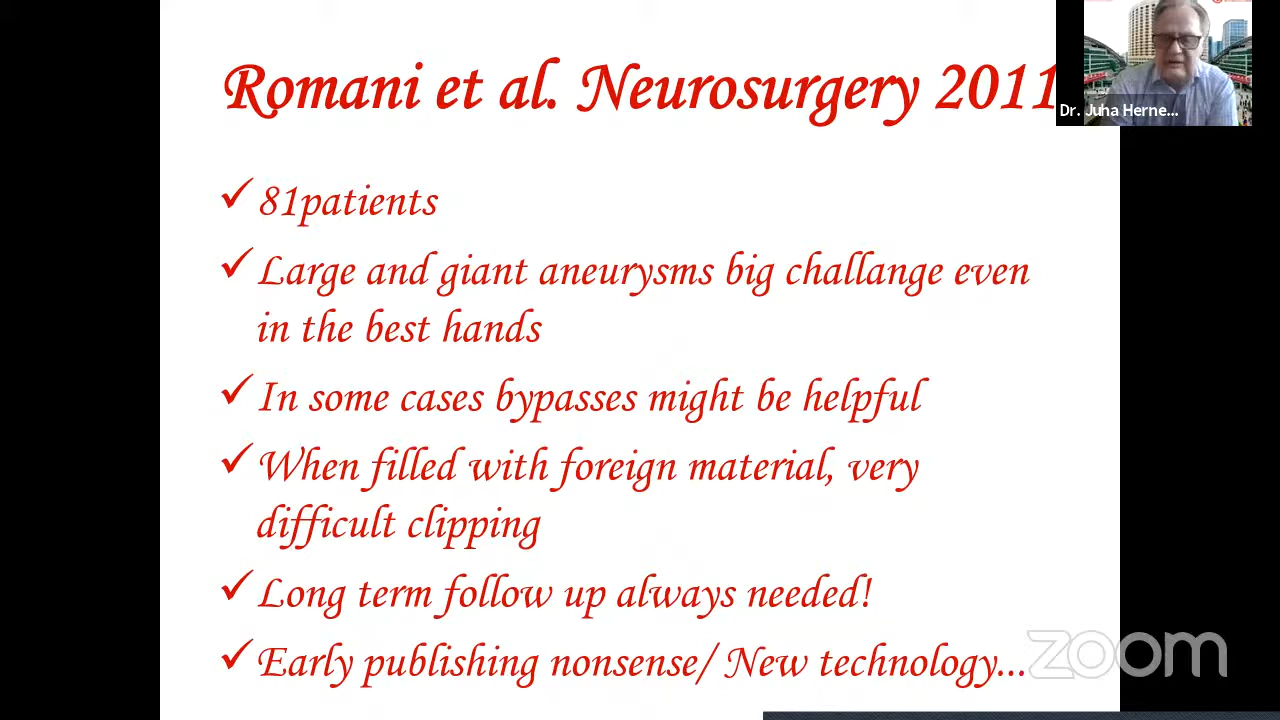 Romani et al. Neurosurgery 2011
Dr. Juha Herne...
✓ 81patients
✓ Large and giant aneurysms big challange even
in the best hands
✓ In some cases bypasses might be helpful
✓ When filled with foreign material, very
difficult clipping
✓ Long term follow up always needed!
✓ Early publishing nonsense/ New technology...
zoom